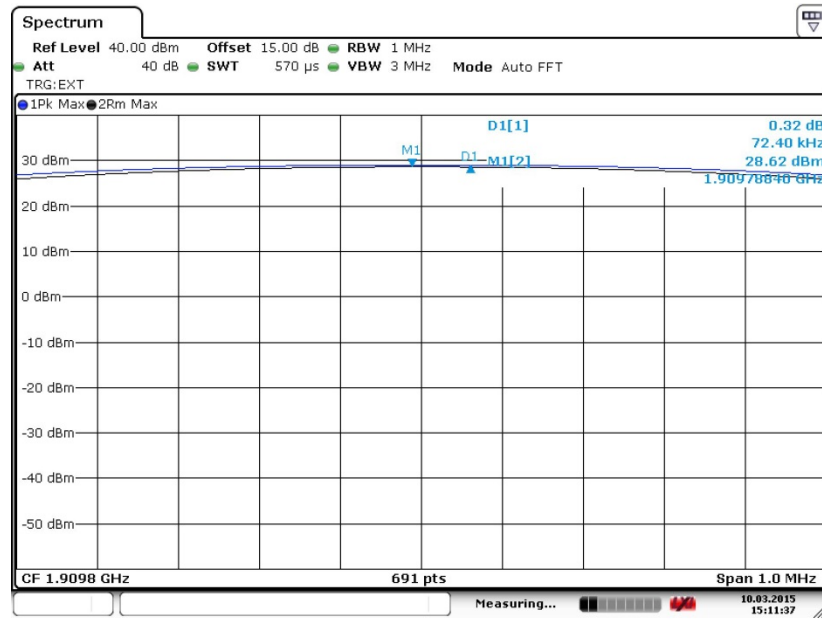 Spectrum
Ref Level 40.00 dBm Offset 15.00 dB RBW 1 MHz
Att 40 dB SWT 570 µs VBW 3 MHz Mode Auto FFT
TRG:EXT
1Pk Max 2Rm Max
D1[1] 0.32 dB
72.40 kHz
M1 D1 M1[2] 28.62 dBm
1.90978840 GHz
30 dBm
20 dBm
10 dBm
0 dBm
-10 dBm
-20 dBm
-30 dBm
-40 dBm
-50 dBm
CF 1.9098 GHz 691 pts Span 1.0 MHz
Measuring... 10.03.2015
15:11:37